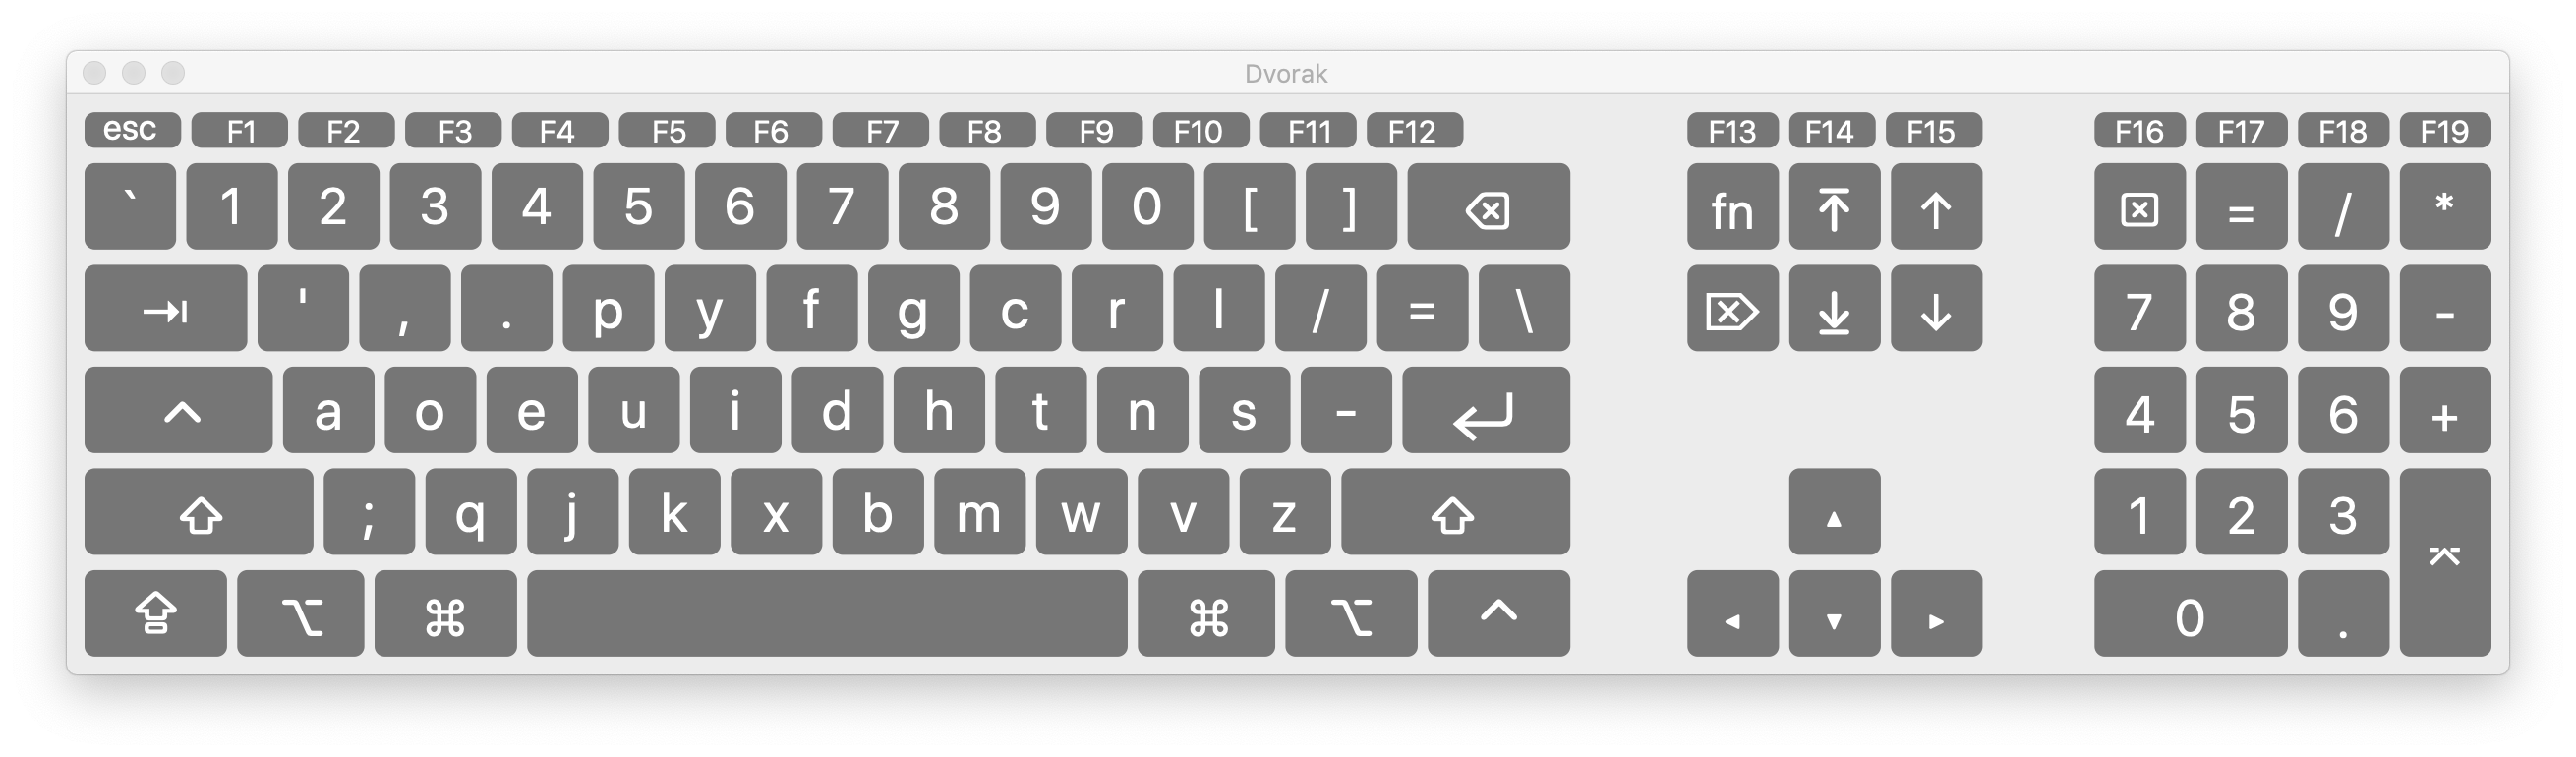 Dvorak
esc F1 F2 F3 F4 F5 F6 F7 F8 F9 F10 F11 F12 F13 F14 F15 F16 F17 F18 F19
` 1 2 3 4 5 6 7 8 9 0 [ ] ⌫ fn ⤒ ↑ ⌧ = / *
⇥ ' , . p y f g c r l / = \ ⌦ ⤓ ↓ 7 8 9 -
⌃ a o e u i d h t n s - ↩ 4 5 6 +
⇧ ; q j k x b m w v z ⇧ ▲ 1 2 3 ⌤
⇪ ⌥ ⌘ ⌘ ⌥ ⌃ ◀ ▼ ▶ 0 .